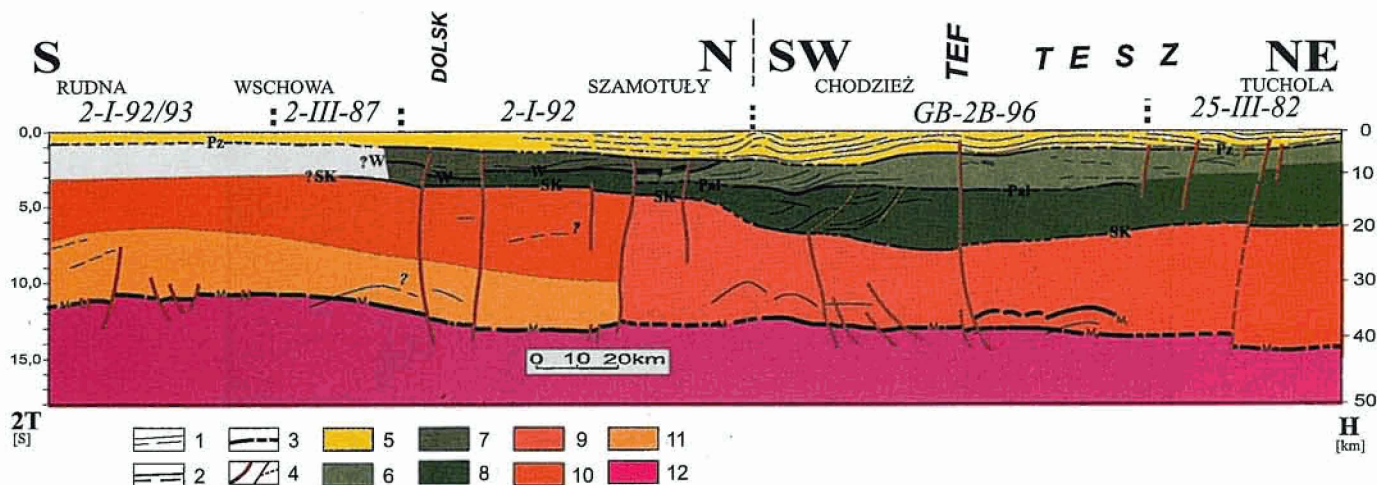 S DOLSK N SW TEF TESZ NE
RUDNA WSCHOWA SZAMOTUŁY CHODZIEŻ TUCHOLA
2-I-92/93 2-III-87 2-I-92 GB-2B-96 25-III-82
0,0 Pz Pz 0
?W W W
?SK SK Pal Pal 10
5,0 SK SK 20
?
10,0 ? 30
M M M M M M M M M M M
40
15,0 0 10 20km
50
2T H
[S] [km]
1 3 5 7 9 11
2 4 6 8 10 12